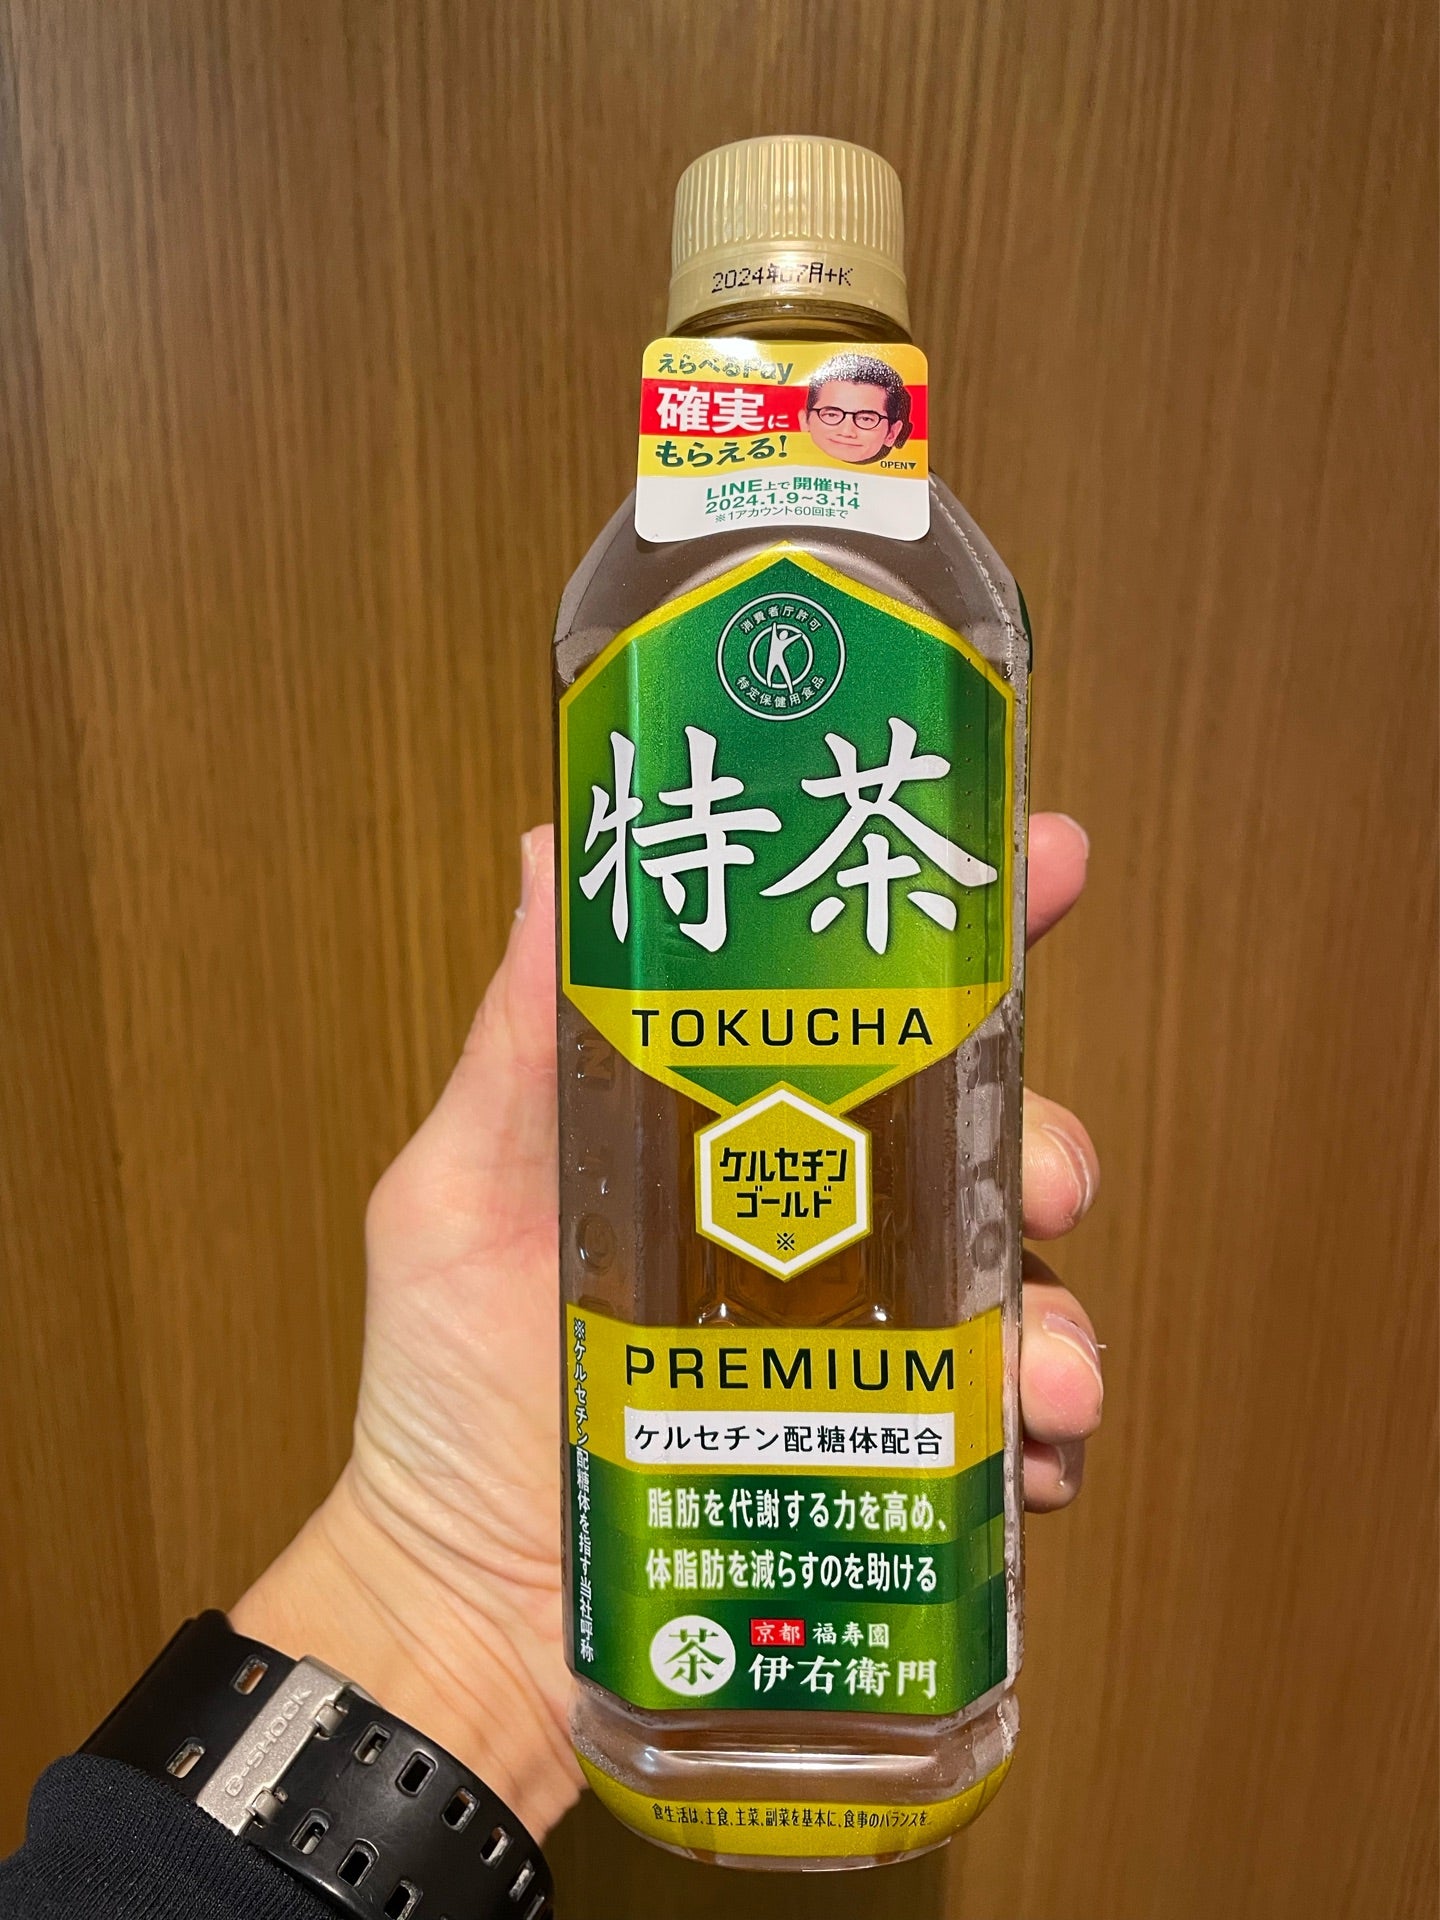 2024年07月+K
えらべるPay
確実に
もらえる!
OPEN▼
LINE上で開催中!
2024.1.9~3.14
※1アカウント60回まで
消費者庁許可
特定保健用食品
特茶
TOKUCHA
ケルセチン
ゴールド
※
PREMIUM
ケルセチン配糖体配合
※ケルセチン配糖体を指す当社呼称
脂肪を代謝する力を高め、
体脂肪を減らすのを助ける
茶
京都 福寿園
伊右衛門
食生活は、主食、主菜、副菜を基本に、食事のバランスを
G-SHOCK